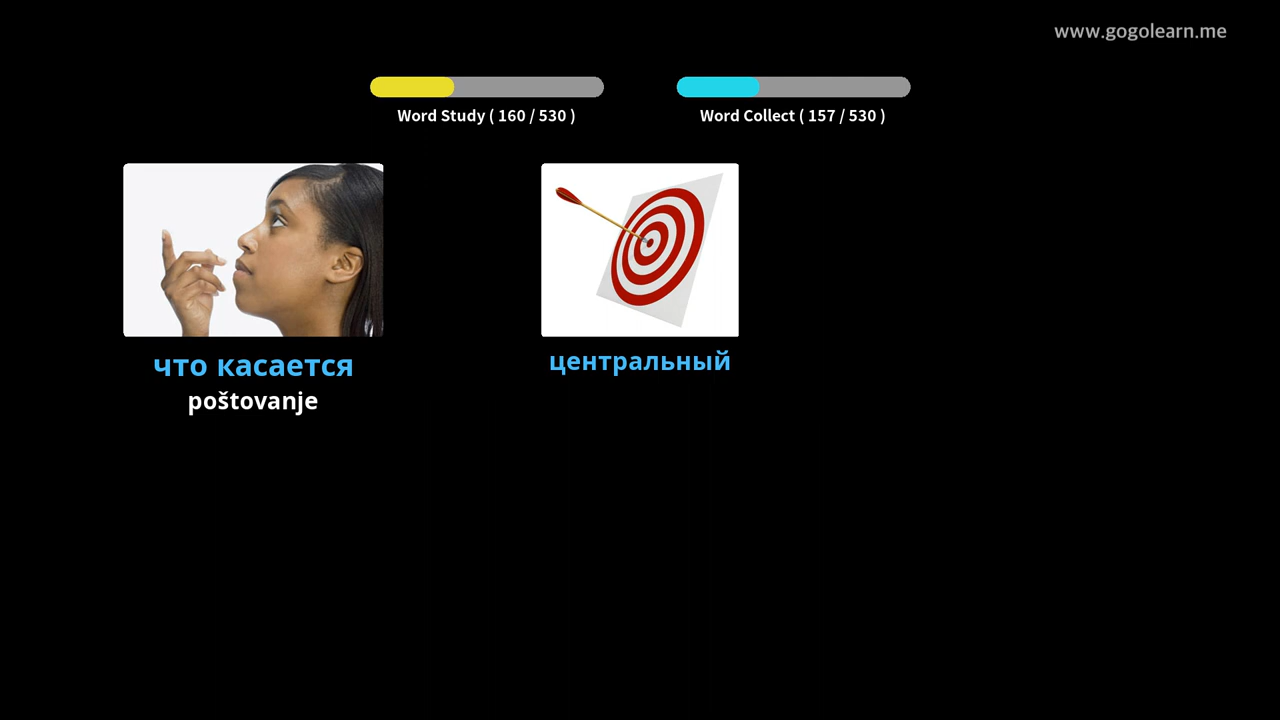 www.gogolearn.me
Word Study ( 160 / 530 )
Word Collect ( 157 / 530 )
что касается
poštovanje
центральный